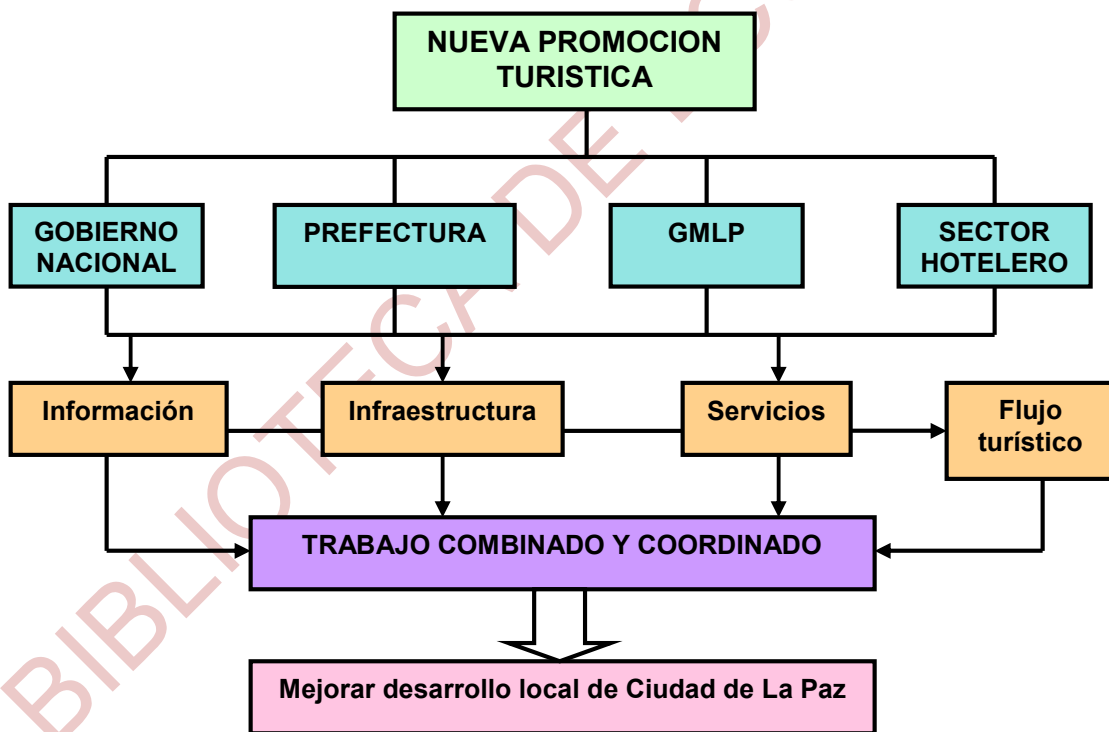 NUEVA PROMOCION
TURISTICA
GOBIERNO
NACIONAL
PREFECTURA
GMLP
SECTOR
HOTELERO
Información
Infraestructura
Servicios
Flujo
turístico
TRABAJO COMBINADO Y COORDINADO
Mejorar desarrollo local de Ciudad de La Paz
BIBLIOTECA DE